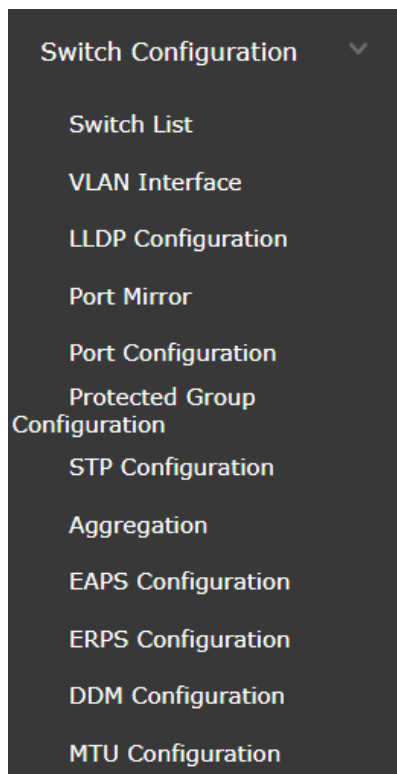 Switch Configuration
Switch List
VLAN Interface
LLDP Configuration
Port Mirror
Port Configuration
Protected Group
Configuration
STP Configuration
Aggregation
EAPS Configuration
ERPS Configuration
DDM Configuration
MTU Configuration